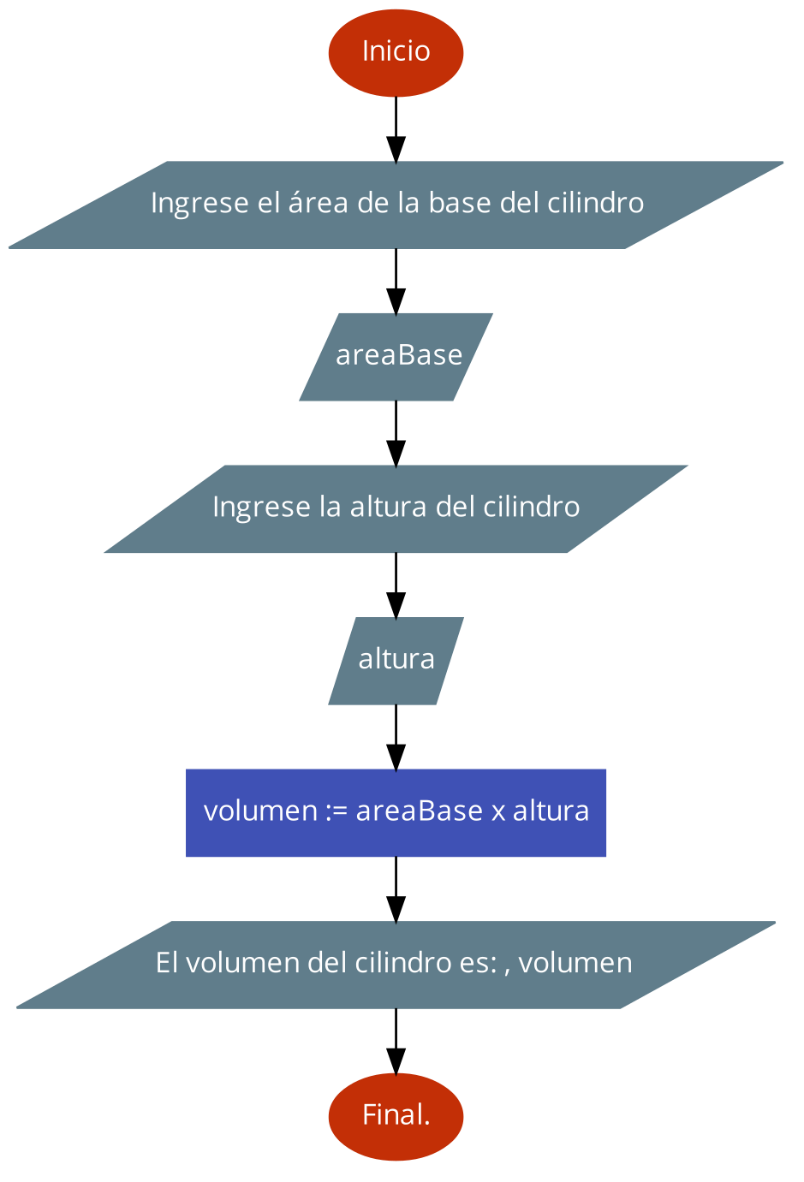 Inicio
Ingrese el área de la base del cilindro
areaBase
Ingrese la altura del cilindro
altura
volumen := areaBase x altura
El volumen del cilindro es: , volumen
Final.